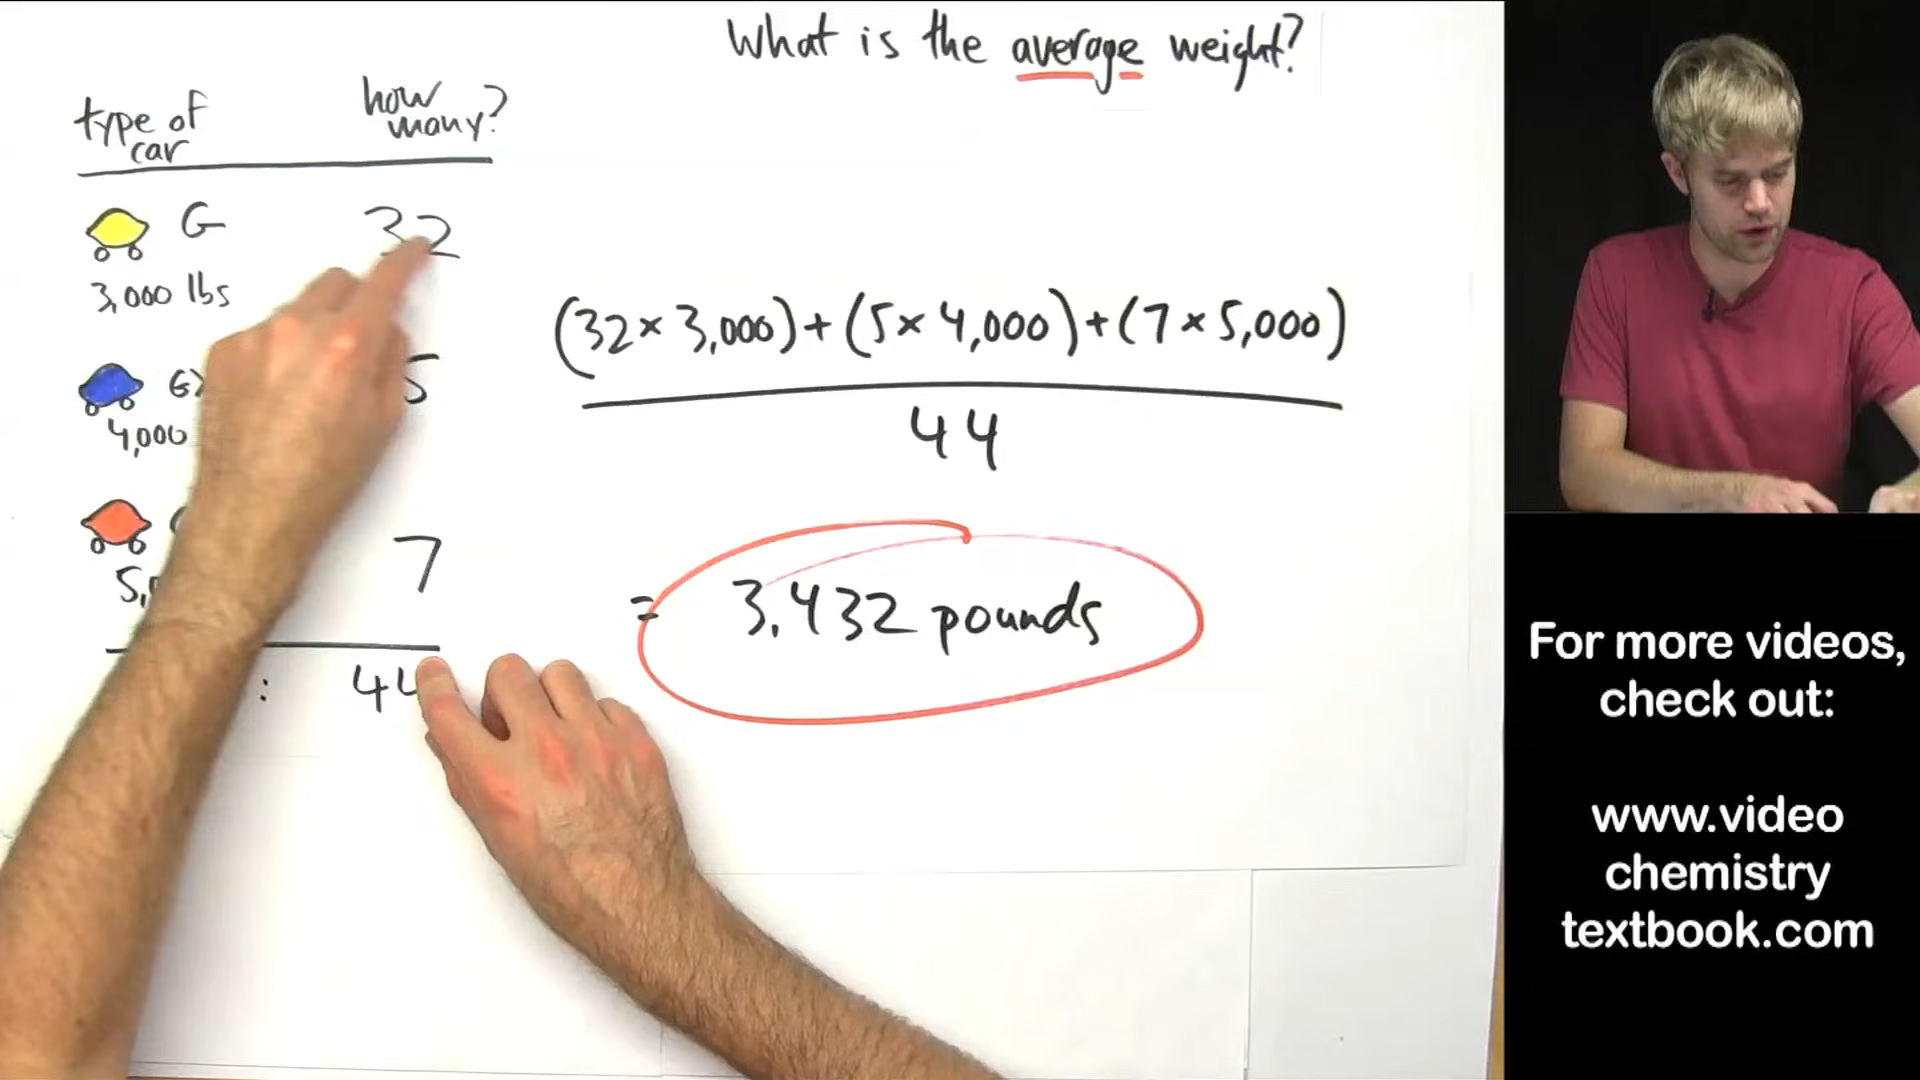 What is the average weight?
type of
car
how
many?
G
32
3,000 lbs
5
4,000
7
5,
: 44
(32 × 3,000) + (5 × 4,000) + (7 × 5,000)
44
= 3,432 pounds
For more videos,
check out:
www.video
chemistry
textbook.com